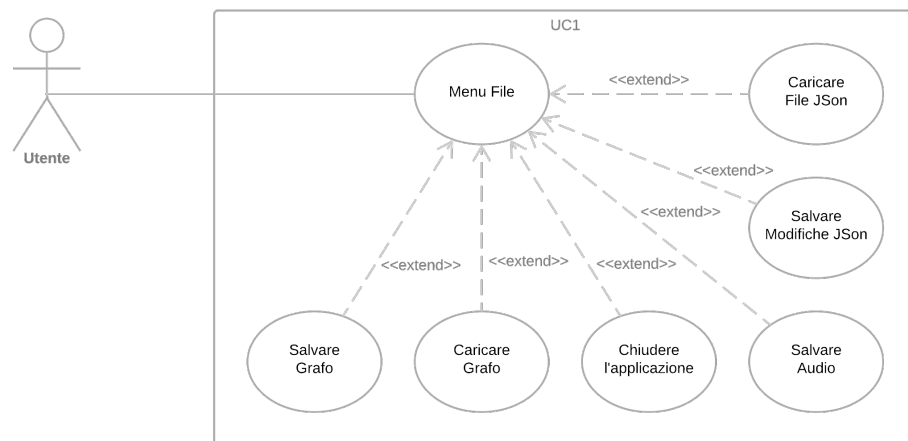 UC1
Menu File
<<extend>>
Caricare
File JSon
Utente
<<extend>>
<<extend>>
Salvare
Modifiche JSon
<<extend>>
<<extend>>
<<extend>>
Salvare
Grafo
Caricare
Grafo
Chiudere
l'applicazione
Salvare
Audio